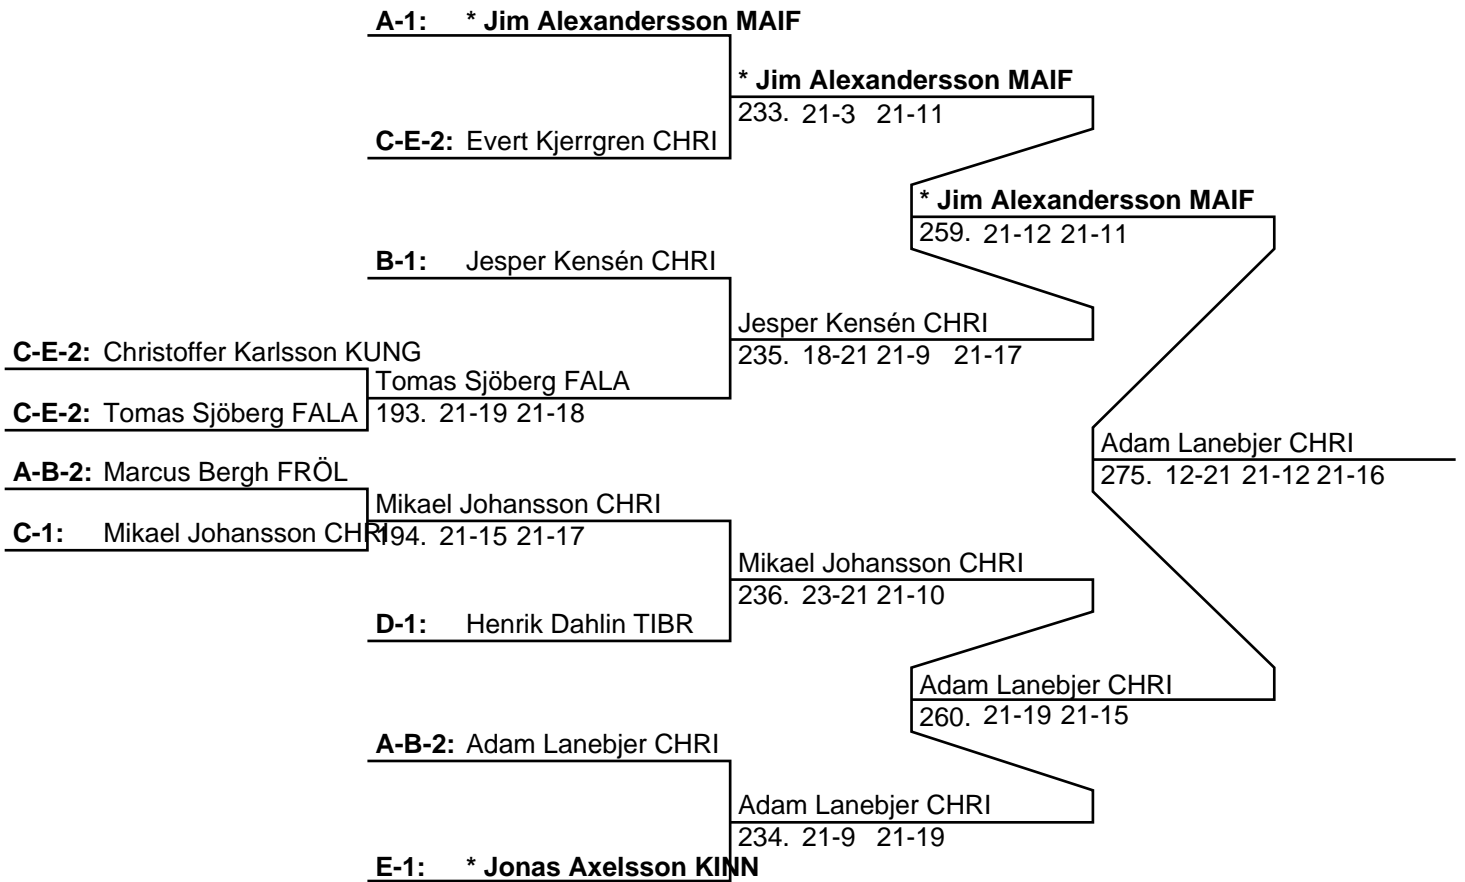 A-1: * Jim Alexandersson MAIF
* Jim Alexandersson MAIF
233. 21-3 21-11
C-E-2: Evert Kjerrgren CHRI
* Jim Alexandersson MAIF
259. 21-12 21-11
B-1: Jesper Kensén CHRI
Jesper Kensén CHRI
235. 18-21 21-9 21-17
C-E-2: Christoffer Karlsson KUNG
Tomas Sjöberg FALA
193. 21-19 21-18
C-E-2: Tomas Sjöberg FALA
Adam Lanebjer CHRI
275. 12-21 21-12 21-16
A-B-2: Marcus Bergh FRÖL
Mikael Johansson CHRI
194. 21-15 21-17
C-1: Mikael Johansson CHRI
Mikael Johansson CHRI
236. 23-21 21-10
D-1: Henrik Dahlin TIBR
Adam Lanebjer CHRI
260. 21-19 21-15
A-B-2: Adam Lanebjer CHRI
Adam Lanebjer CHRI
234. 21-9 21-19
E-1: * Jonas Axelsson KINN